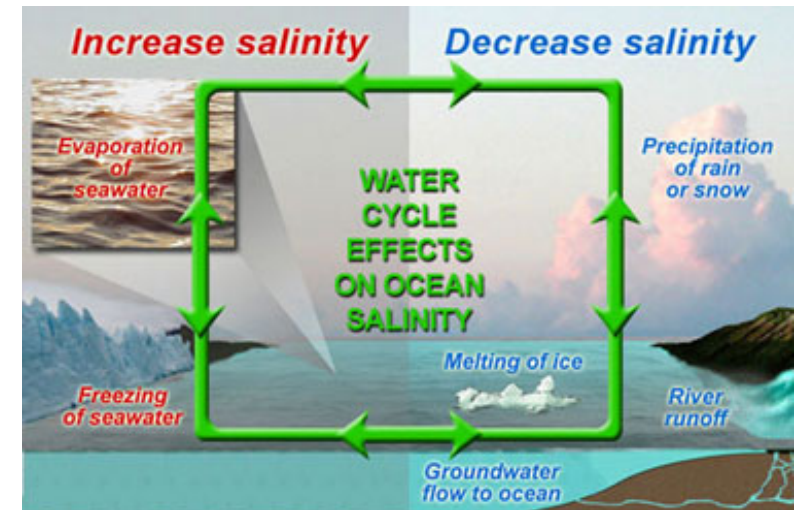 Increase salinity
Decrease salinity
Evaporation
of
seawater
Precipitation
of rain
or snow
WATER
CYCLE
EFFECTS
ON OCEAN
SALINITY
Melting of ice
Freezing
of seawater
River
runoff
Groundwater
flow to ocean